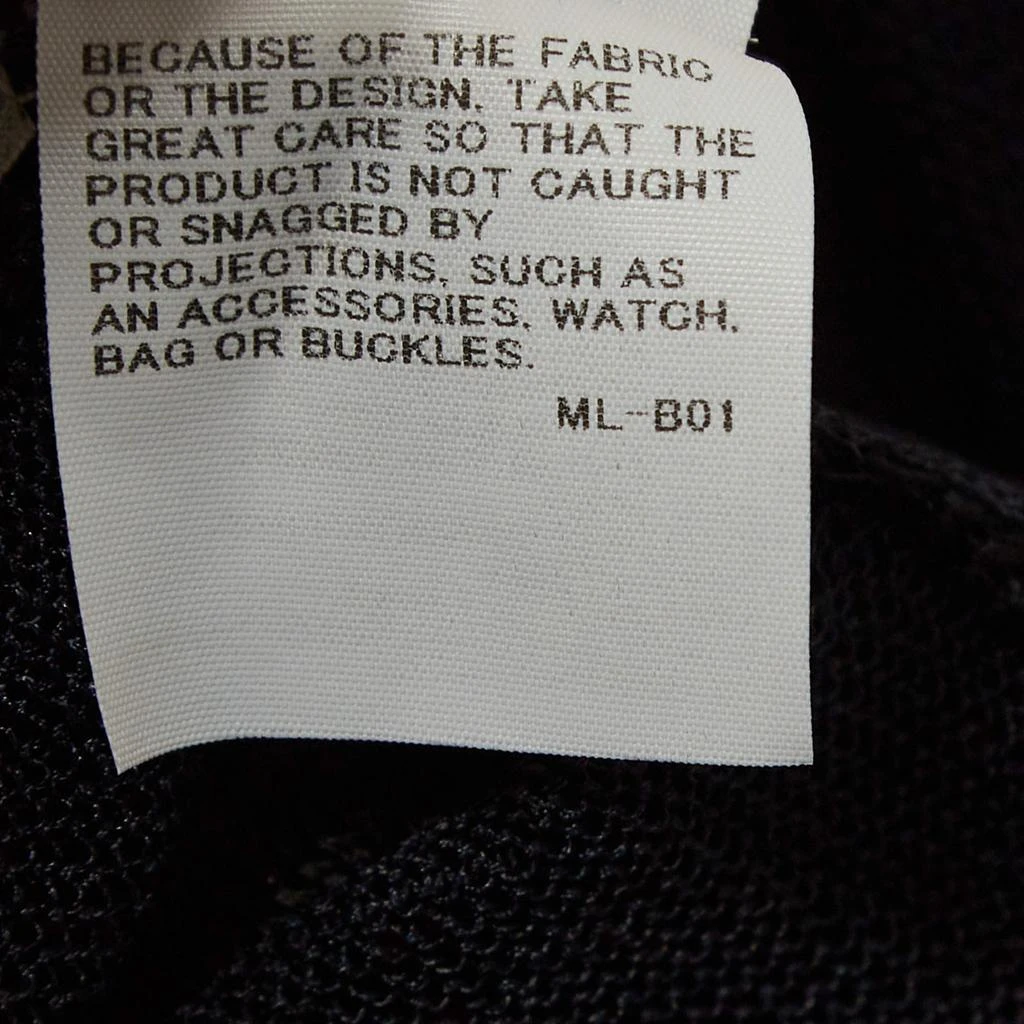 BECAUSE OF THE FABRIC
OR THE DESIGN. TAKE
GREAT CARE SO THAT THE
PRODUCT IS NOT CAUGHT
OR SNAGGED BY
PROJECTIONS, SUCH AS
AN ACCESSORIES, WATCH,
BAG OR BUCKLES.
ML-B01